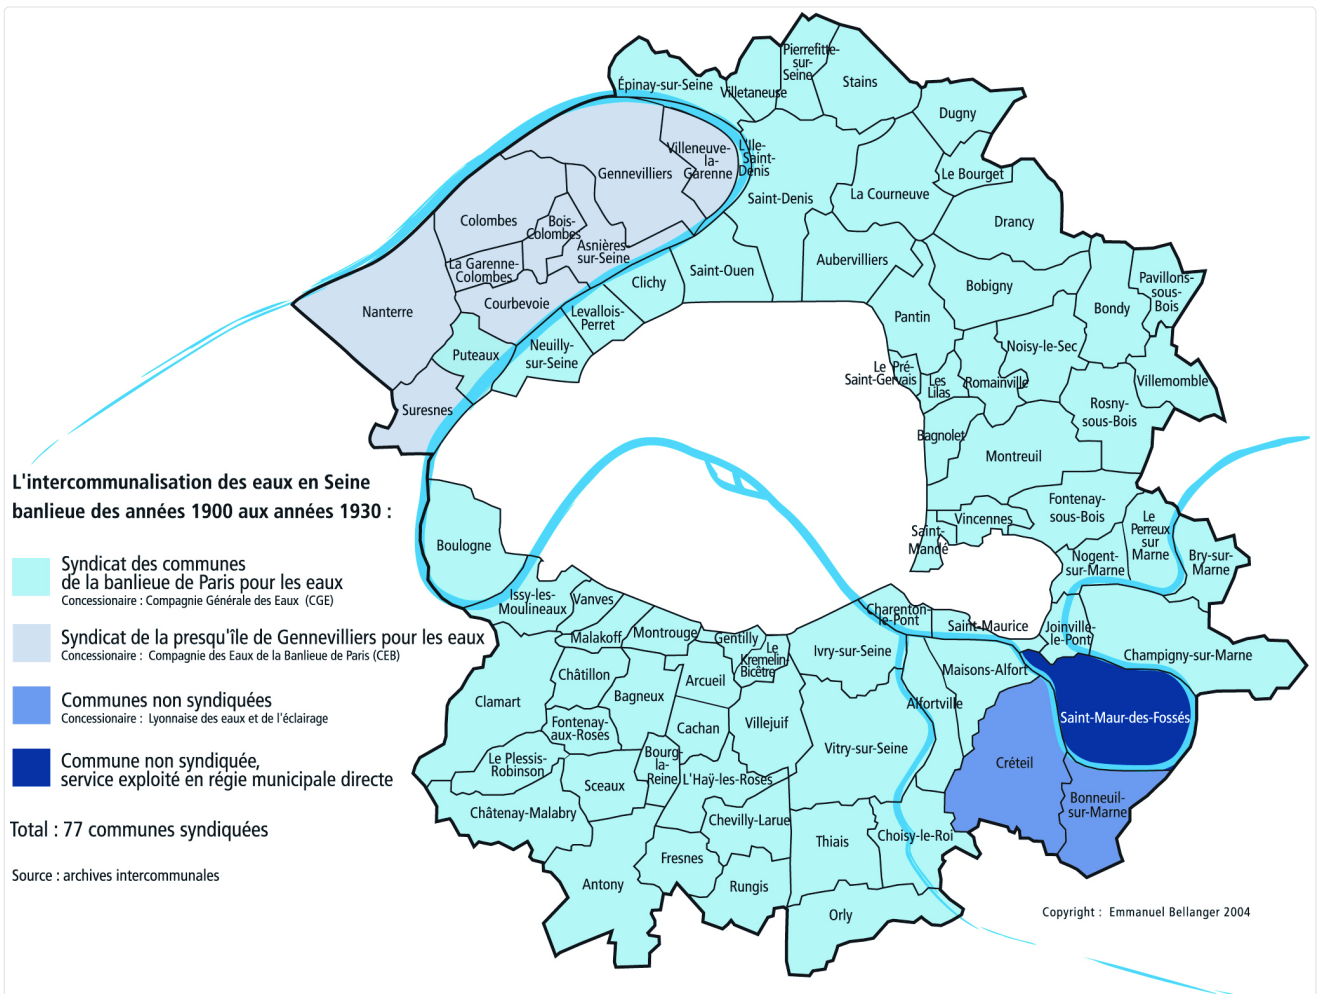 Pierrefitte-
sur-
Seine
Stains
Épinay-sur-Seine
Villetaneuse
Dugny
Villeneuve-
la-
Garenne
L'Ile-
Saint-
Denis
Gennevilliers
Le Bourget
Saint-Denis
La Courneuve
Drancy
Colombes
Bois-
Colombes
Asnières-
sur-Seine
La Garenne-
Colombes
Saint-Ouen
Aubervilliers
Clichy
Bobigny
Pavillons-
sous-
Bois
Bondy
Courbevoie
Nanterre
Levallois-
Perret
Pantin
Neuilly-
sur-Seine
Puteaux
Noisy-le-Sec
Le Pré-
Saint-Gervais
Les
Lilas
Romainville
Villemomble
Suresnes
Rosny-
sous-Bois
Bagnolet
Montreuil
L'intercommunalisation des eaux en Seine
banlieue des années 1900 aux années 1930 :
Fontenay-
sous-Bois
Vincennes
Le
Perreux
sur
Marne
Saint-
Mandé
Boulogne
Nogent-
sur-Marne
Bry-sur-
Marne
Syndicat des communes
de la banlieue de Paris pour les eaux
Concessionaire : Compagnie Générale des Eaux (CGE)
Issy-les-
Moulineaux
Vanves
Charenton-
le-Pont
Saint-Maurice
Joinville-
le-Pont
Syndicat de la presqu'île de Gennevilliers pour les eaux
Concessionaire : Compagnie des Eaux de la Banlieue de Paris (CEB)
Malakoff
Montrouge
Gentilly
Le
Kremelin-
Bicêtre
Ivry-sur-Seine
Champigny-sur-Marne
Maisons-Alfort
Châtillon
Bagneux
Arcueil
Clamart
Communes non syndiquées
Concessionaire : Lyonnaise des eaux et de l'éclairage
Alfortville
Saint-Maur-des-Fossés
Fontenay-
aux-Roses
Cachan
Villejuif
Vitry-sur-Seine
Commune non syndiquée,
service exploité en régie municipale directe
Le Plessis-
Robinson
Bourg-
la-
Reine
L'Haÿ-les-Roses
Créteil
Sceaux
Bonneuil-
sur-Marne
Châtenay-Malabry
Chevilly-Larue
Total : 77 communes syndiquées
Thiais
Choisy-le-Roi
Fresnes
Source : archives intercommunales
Antony
Rungis
Orly
Copyright : Emmanuel Bellanger 2004